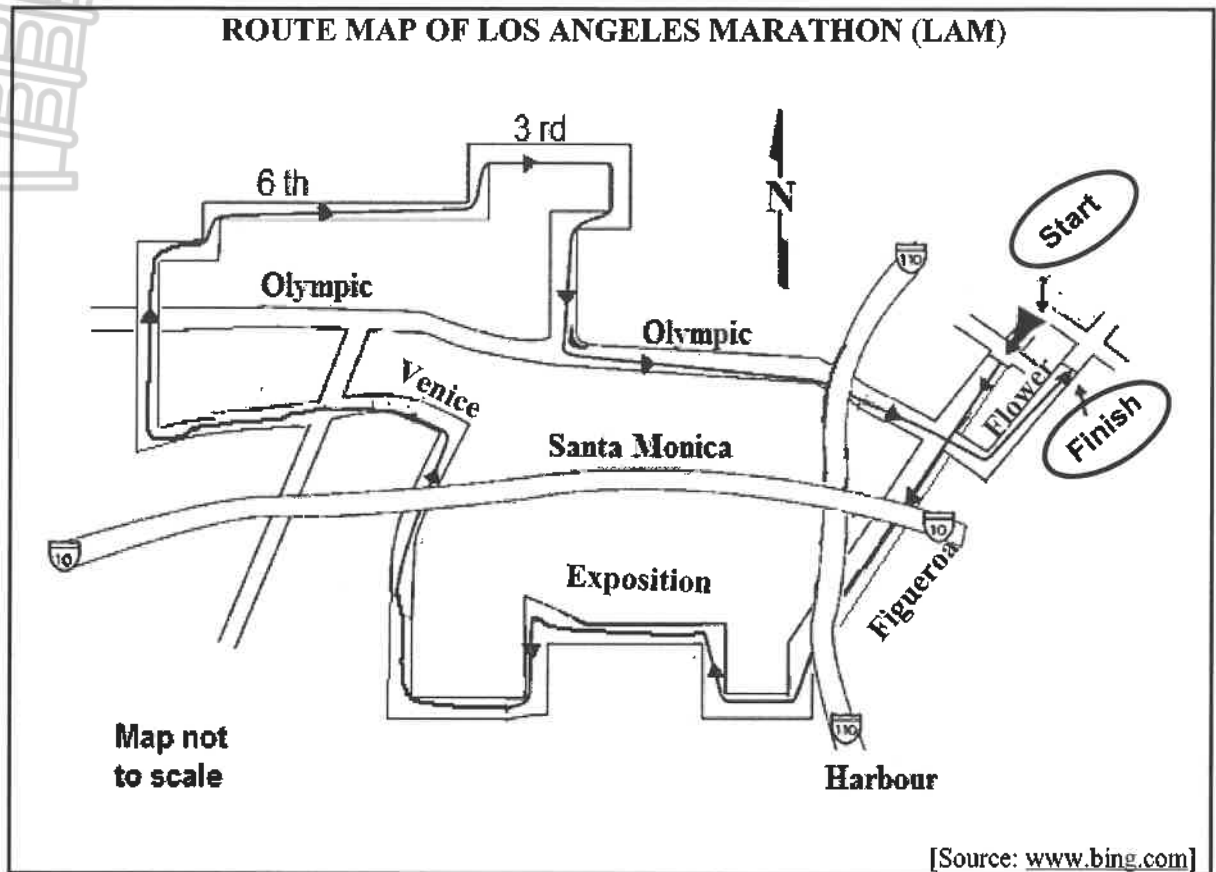 ROUTE MAP OF LOS ANGELES MARATHON (LAM)
3 rd
6 th
N
Start
110
Olympic
Olympic
Venice
Flower
Finish
Santa Monica
10
10
Exposition
Figueroa
110
Map not
to scale
Harbour
[Source: www.bing.com]